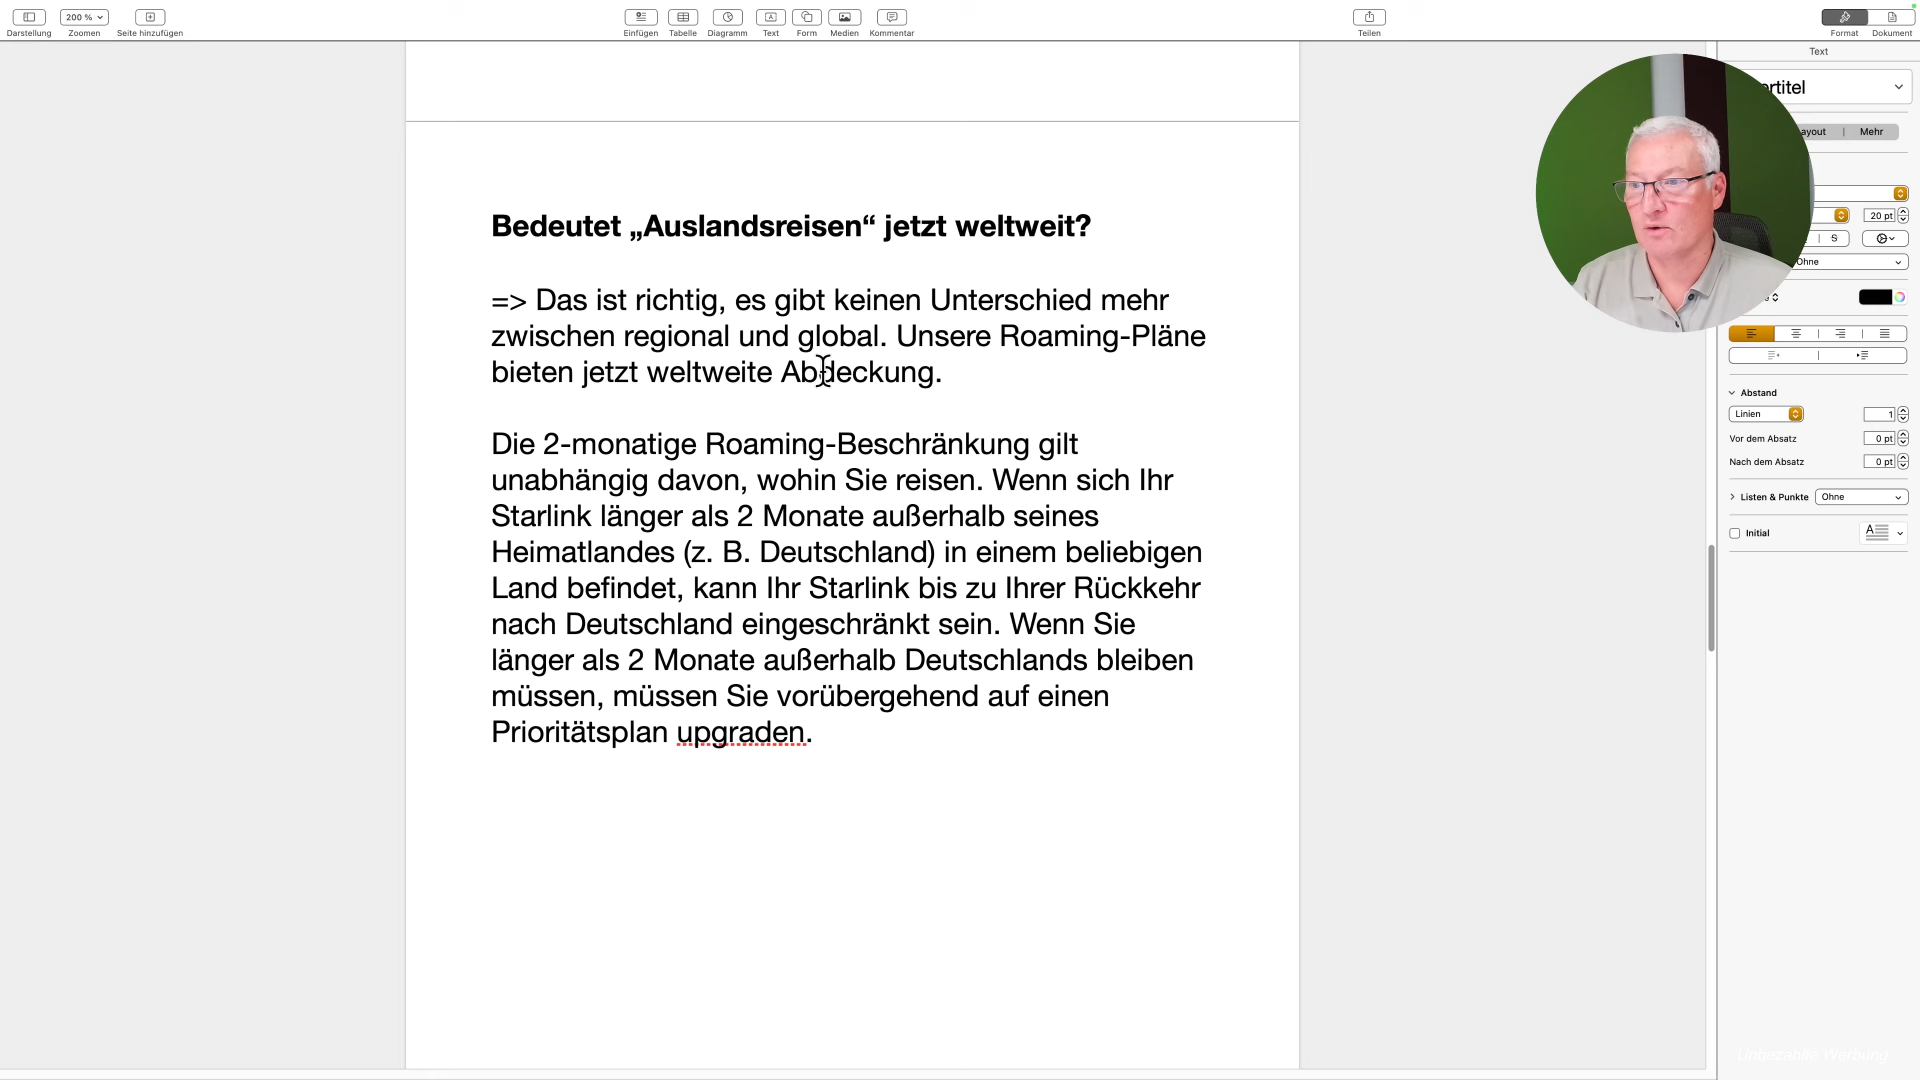 200 %
Darstellung Zoomen Seite hinzufügen Einfügen Tabelle Diagramm Text Form Medien Kommentar Teilen Format Dokument
Text
rtitel
ayout | Mehr
20 pt
S
Ohne
Bedeutet „Auslandsreisen“ jetzt weltweit?
=> Das ist richtig, es gibt keinen Unterschied mehr
zwischen regional und global. Unsere Roaming-Pläne
bieten jetzt weltweite Abdeckung.
Die 2-monatige Roaming-Beschränkung gilt
unabhängig davon, wohin Sie reisen. Wenn sich Ihr
Starlink länger als 2 Monate außerhalb seines
Heimatlandes (z. B. Deutschland) in einem beliebigen
Land befindet, kann Ihr Starlink bis zu Ihrer Rückkehr
nach Deutschland eingeschränkt sein. Wenn Sie
länger als 2 Monate außerhalb Deutschlands bleiben
müssen, müssen Sie vorübergehend auf einen
Prioritätsplan upgraden.
Abstand
Linien 1
Vor dem Absatz 0 pt
Nach dem Absatz 0 pt
Listen & Punkte Ohne
Initial A
Unbezahlte Werbung